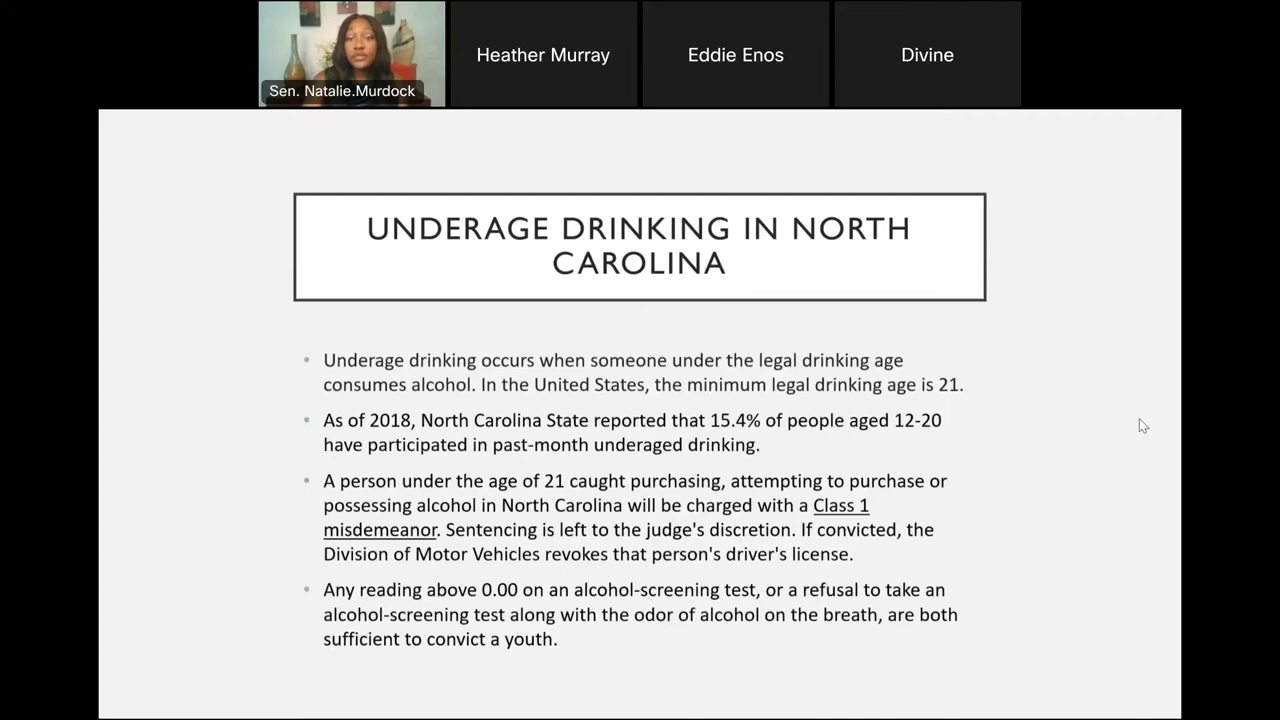 Sen. Natalie.Murdock
Heather Murray
Eddie Enos
Divine
UNDERAGE DRINKING IN NORTH
CAROLINA
• Underage drinking occurs when someone under the legal drinking age
consumes alcohol. In the United States, the minimum legal drinking age is 21.
• As of 2018, North Carolina State reported that 15.4% of people aged 12-20
have participated in past-month underaged drinking.
• A person under the age of 21 caught purchasing, attempting to purchase or
possessing alcohol in North Carolina will be charged with a Class 1
misdemeanor. Sentencing is left to the judge's discretion. If convicted, the
Division of Motor Vehicles revokes that person's driver's license.
• Any reading above 0.00 on an alcohol-screening test, or a refusal to take an
alcohol-screening test along with the odor of alcohol on the breath, are both
sufficient to convict a youth.